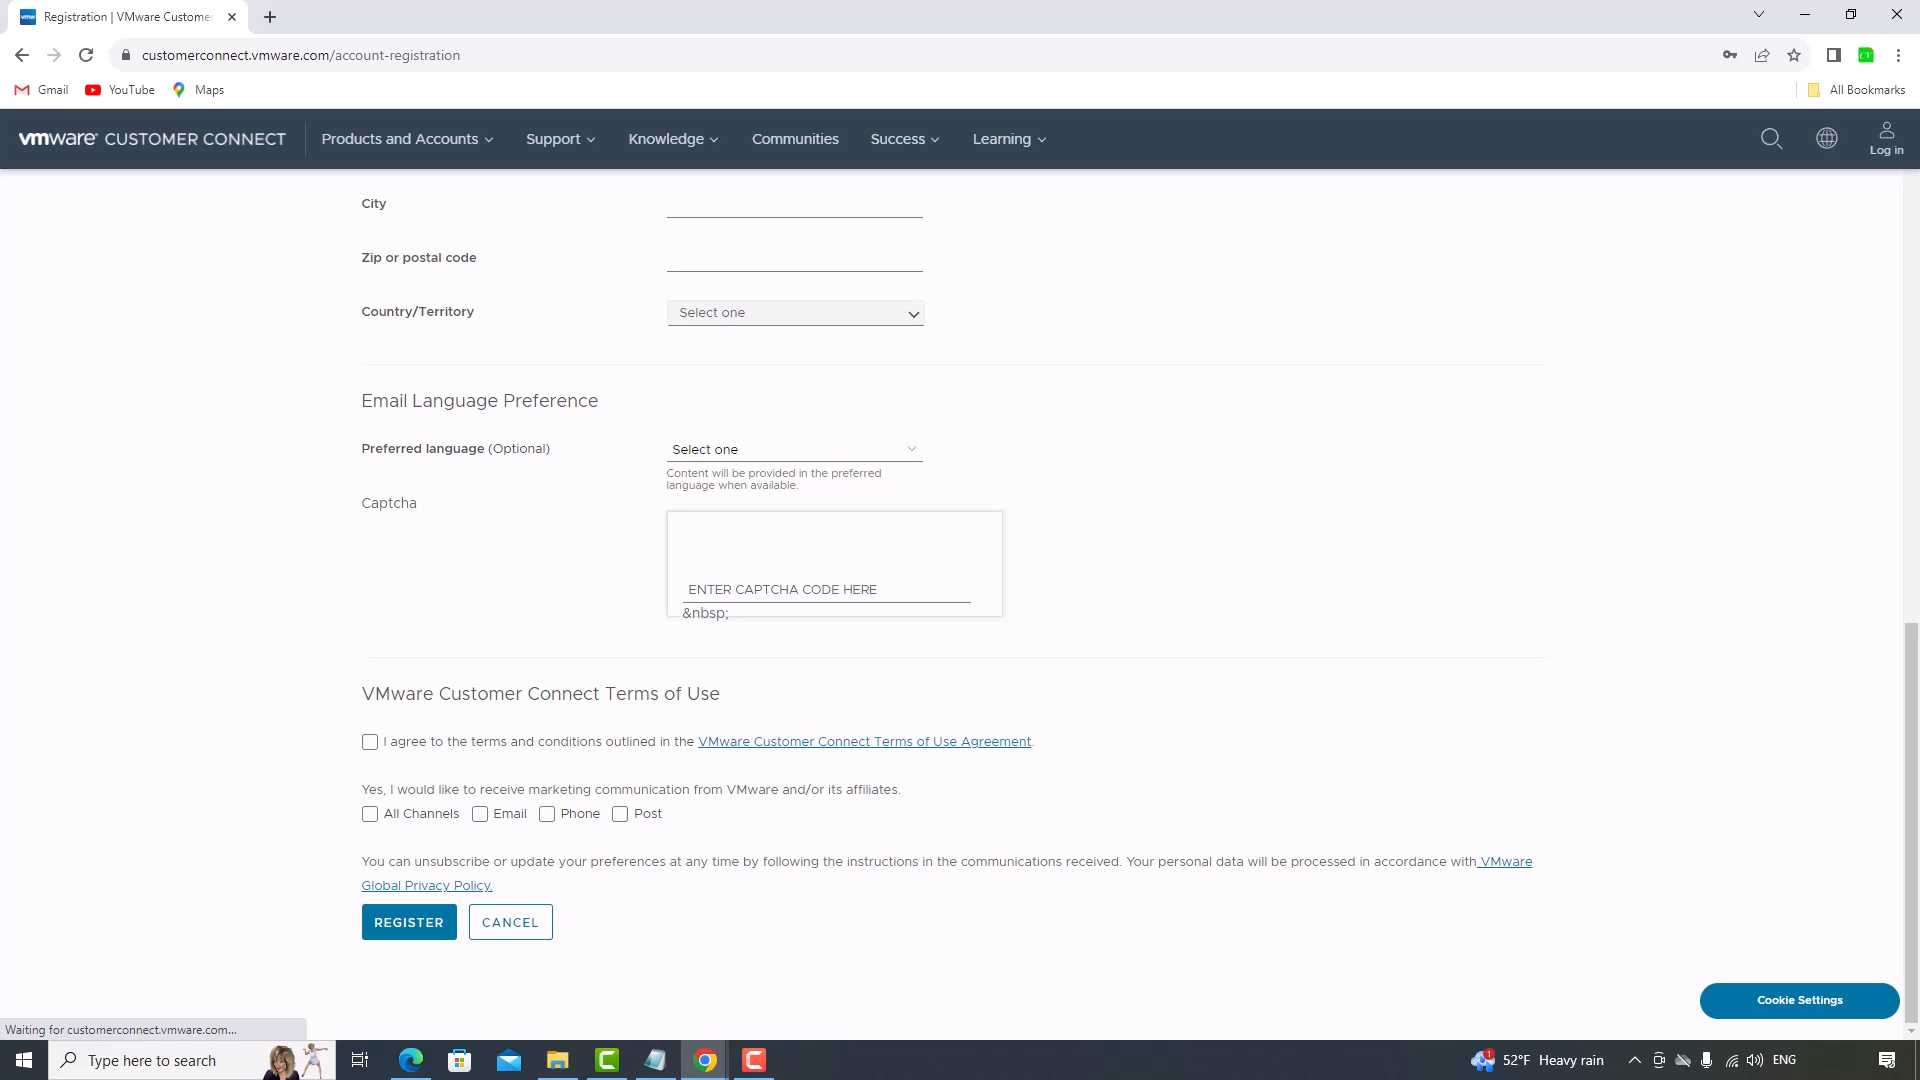 Registration | VMware Custome
customerconnect.vmware.com/account-registration
Gmail
YouTube
Maps
All Bookmarks
vmware CUSTOMER CONNECT
Products and Accounts
Support
Knowledge
Communities
Success
Learning
Log in
City
Zip or postal code
Country/Territory
Select one
Email Language Preference
Preferred language (Optional)
Select one
Content will be provided in the preferred
language when available.
Captcha
ENTER CAPTCHA CODE HERE
&nbsp;
VMware Customer Connect Terms of Use
I agree to the terms and conditions outlined in the VMware Customer Connect Terms of Use Agreement.
Yes, I would like to receive marketing communication from VMware and/or its affiliates.
All Channels Email Phone Post
You can unsubscribe or update your preferences at any time by following the instructions in the communications received. Your personal data will be processed in accordance with VMware
Global Privacy Policy.
REGISTER
CANCEL
Cookie Settings
Waiting for customerconnect.vmware.com...
Type here to search
1
52°F Heavy rain
ENG